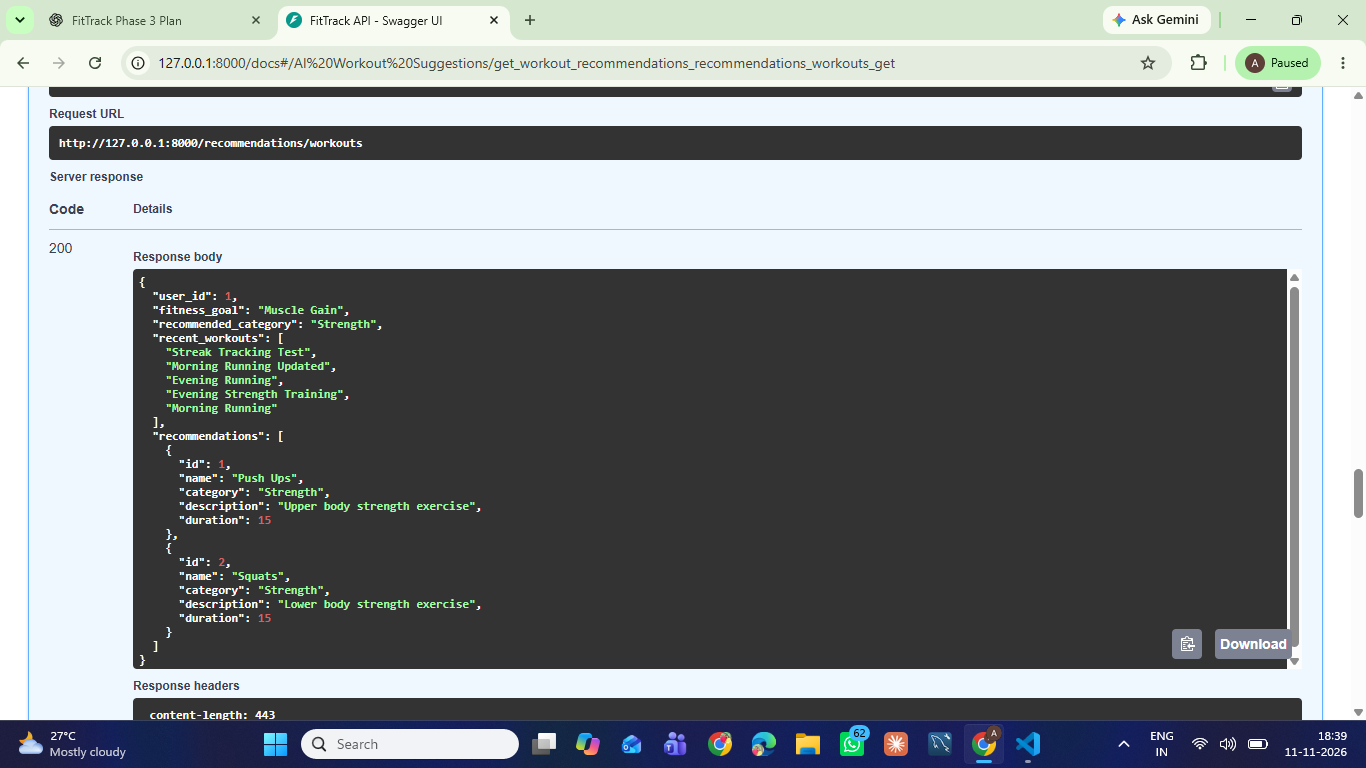 FitTrack Phase 3 Plan
FitTrack API - Swagger UI
Ask Gemini
127.0.0.1:8000/docs#/AI%20Workout%20Suggestions/get_workout_recommendations_recommendations_workouts_get
A
Paused
Request URL
http://127.0.0.1:8000/recommendations/workouts
Server response
Code Details
200
Response body
{
"user_id": 1,
"fitness_goal": "Muscle Gain",
"recommended_category": "Strength",
"recent_workouts": [
"Streak Tracking Test",
"Morning Running Updated",
"Evening Running",
"Evening Strength Training",
"Morning Running"
],
"recommendations": [
{
"id": 1,
"name": "Push Ups",
"category": "Strength",
"description": "Upper body strength exercise",
"duration": 15
},
{
"id": 2,
"name": "Squats",
"category": "Strength",
"description": "Lower body strength exercise",
"duration": 15
}
]
}
Download
Response headers
content-length: 443
27°C
Mostly cloudy
Search
62
A
ENG
IN
18:39
11-11-2026